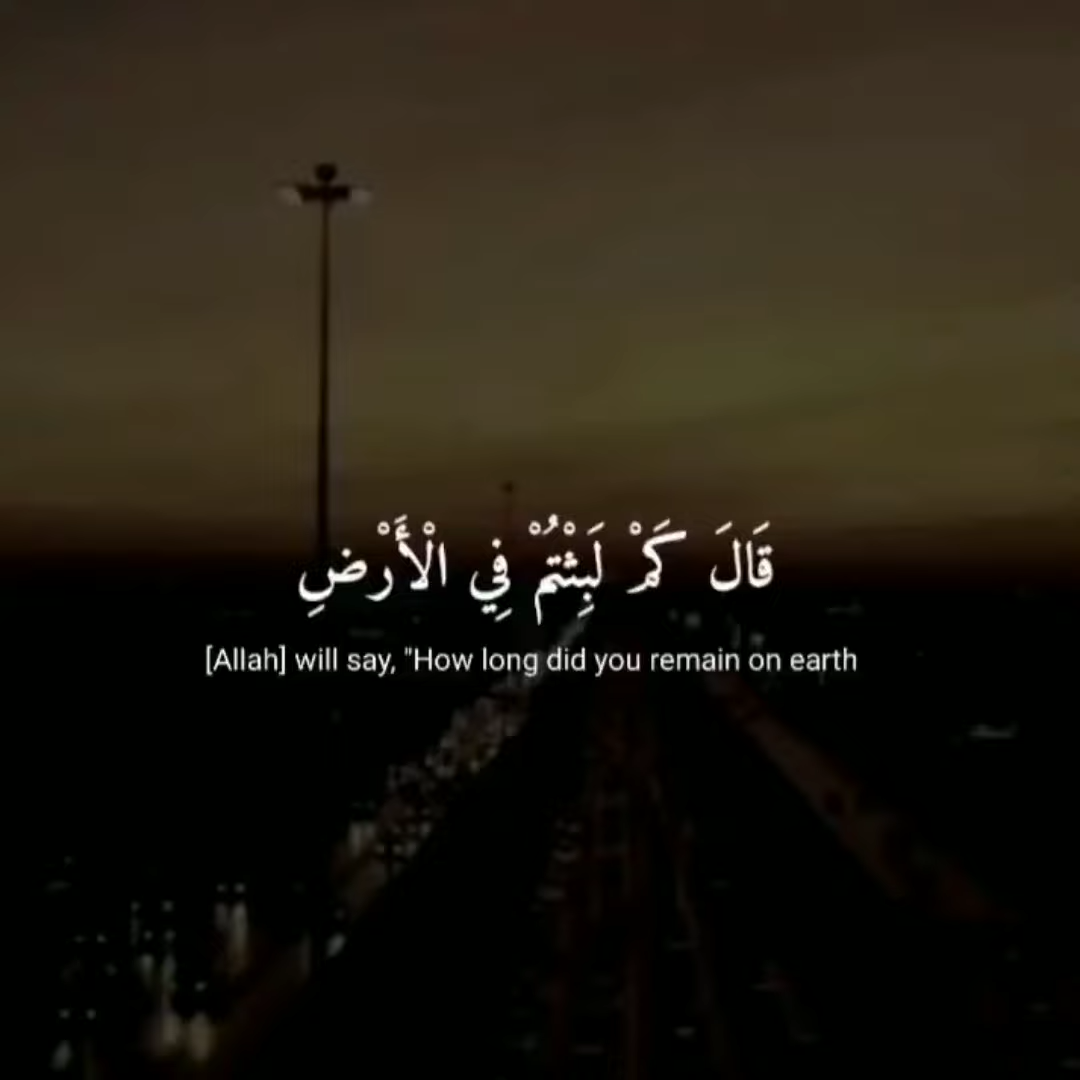 قَالَ كَمْ لَبِثْتُمْ فِي الْأَرْضِ
[Allah] will say, "How long did you remain on earth